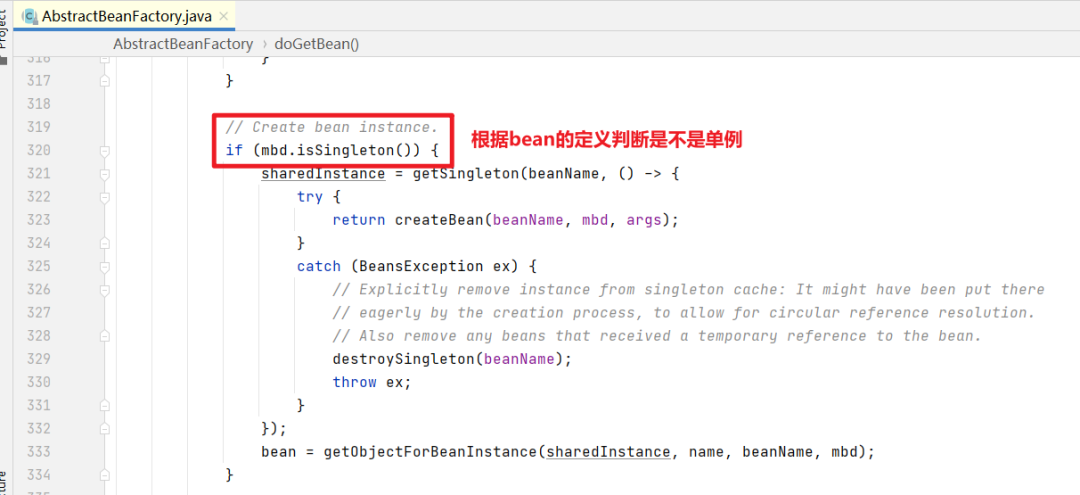 Project
AbstractBeanFactory.java ×
AbstractBeanFactory › doGetBean()
316 }
317 }
318
319 // Create bean instance.
根据bean的定义判断是不是单例
320 if (mbd.isSingleton()) {
321 sharedInstance = getSingleton(beanName, () -> {
322 try {
323 return createBean(beanName, mbd, args);
324 }
325 catch (BeansException ex) {
326 // Explicitly remove instance from singleton cache: It might have been put there
327 // eagerly by the creation process, to allow for circular reference resolution.
328 // Also remove any beans that received a temporary reference to the bean.
329 destroySingleton(beanName);
330 throw ex;
331 }
332 });
333 bean = getObjectForBeanInstance(sharedInstance, name, beanName, mbd);
334 }